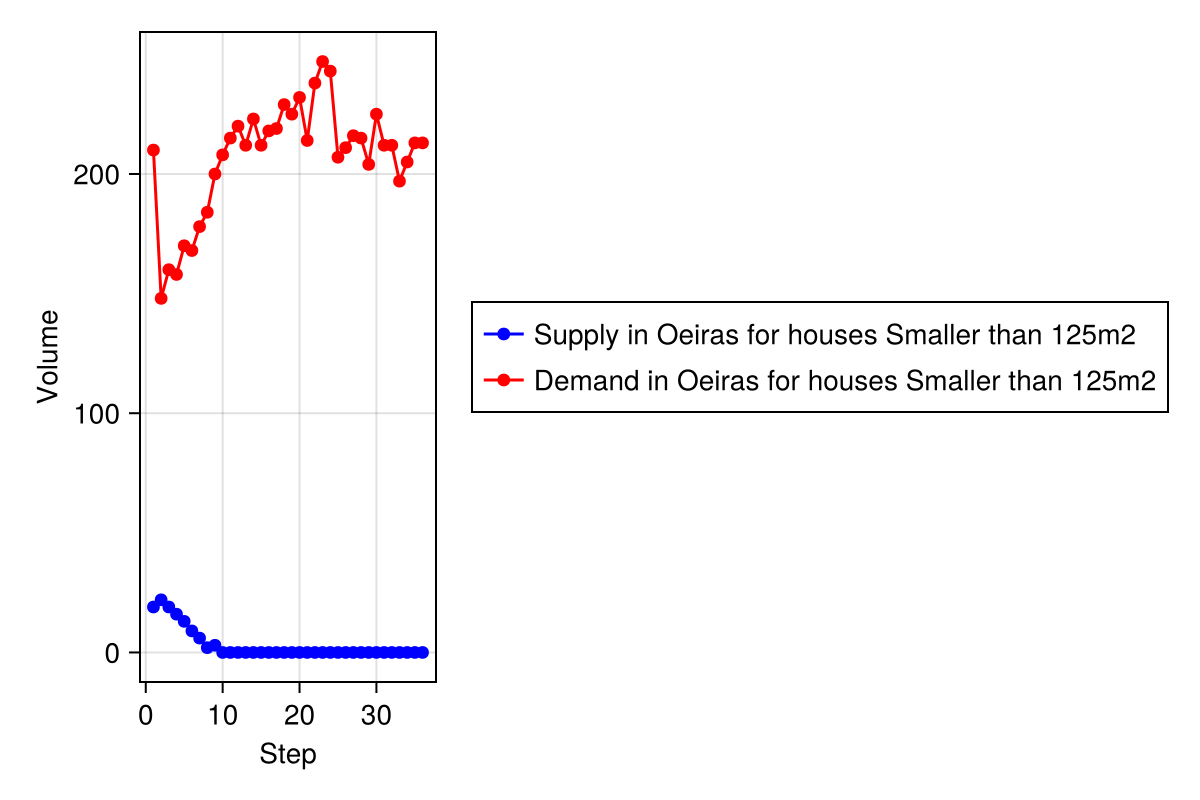 Volume
200
100
0
0 10 20 30
Step
Supply in Oeiras for houses Smaller than 125m2
Demand in Oeiras for houses Smaller than 125m2